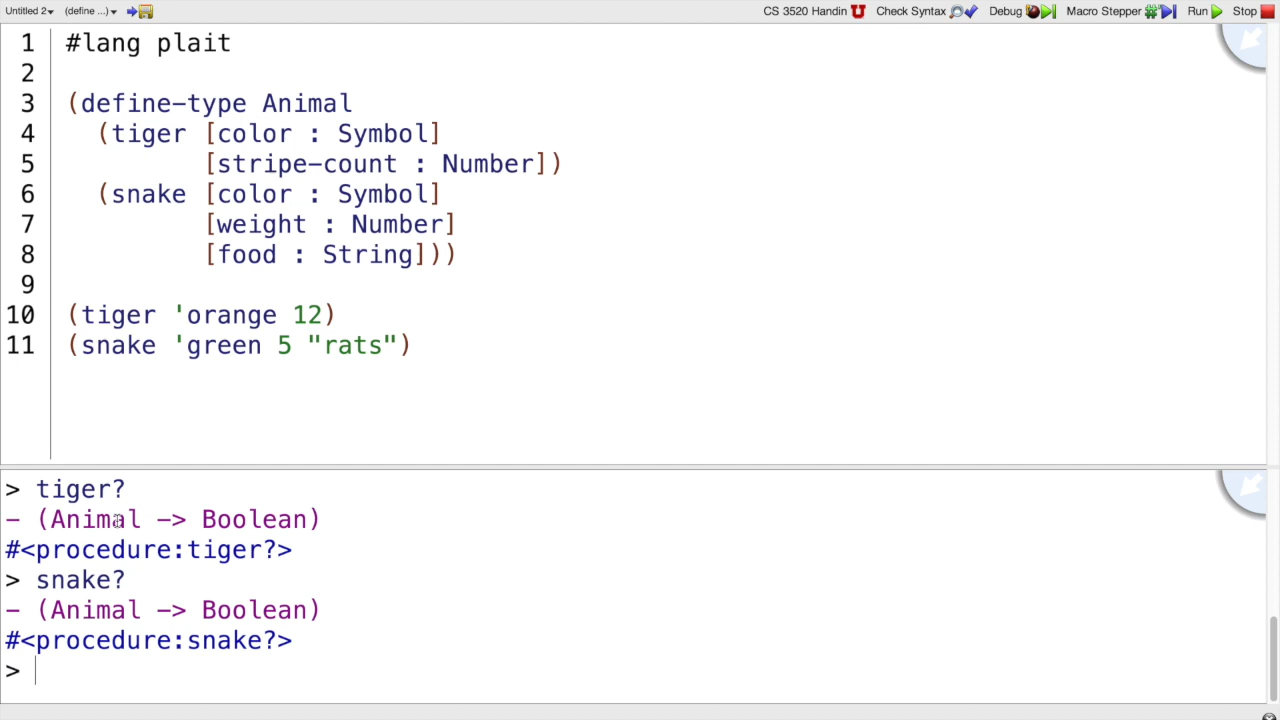 Untitled 2▾ (define ...)▾ CS 3520 Handin Check Syntax Debug Macro Stepper Run Stop
1 #lang plait
2
3 (define-type Animal
4   (tiger [color : Symbol]
5          [stripe-count : Number])
6   (snake [color : Symbol]
7          [weight : Number]
8          [food : String]))
9
10 (tiger 'orange 12)
11 (snake 'green 5 "rats")
> tiger?
- (Animal -> Boolean)
#<procedure:tiger?>
> snake?
- (Animal -> Boolean)
#<procedure:snake?>
>